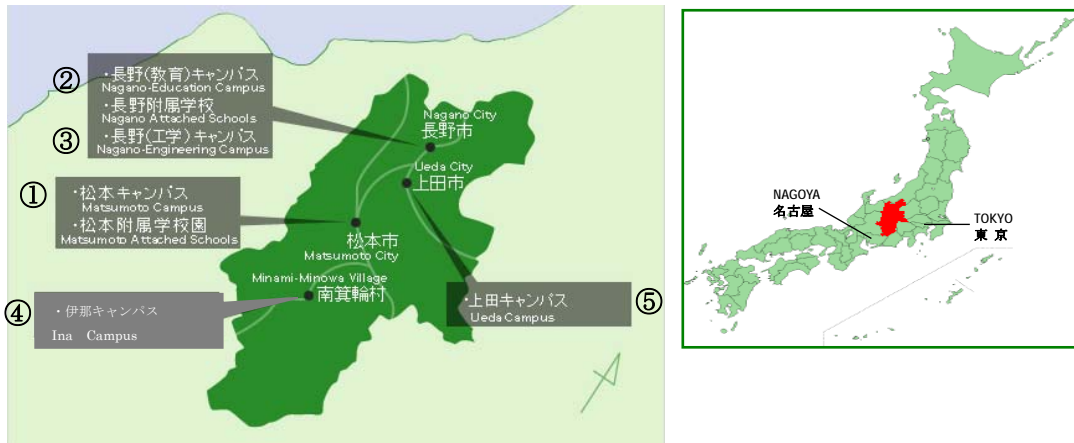 ②
・長野(教育)キャンパス
Nagano-Education Campus
・長野附属学校
Nagano Attached Schools
③
・長野(工学)キャンパス
Nagano-Engineering Campus
Nagano City
長野市
Ueda City
上田市
①
・松本キャンパス
Matsumoto Campus
・松本附属学校園
Matsumoto Attached Schools
松本市
Matsumoto City
Minami-Minowa Village
南箕輪村
④
・伊那キャンパス
Ina Campus
・上田キャンパス
Ueda Campus
⑤
NAGOYA
名古屋
TOKYO
東 京